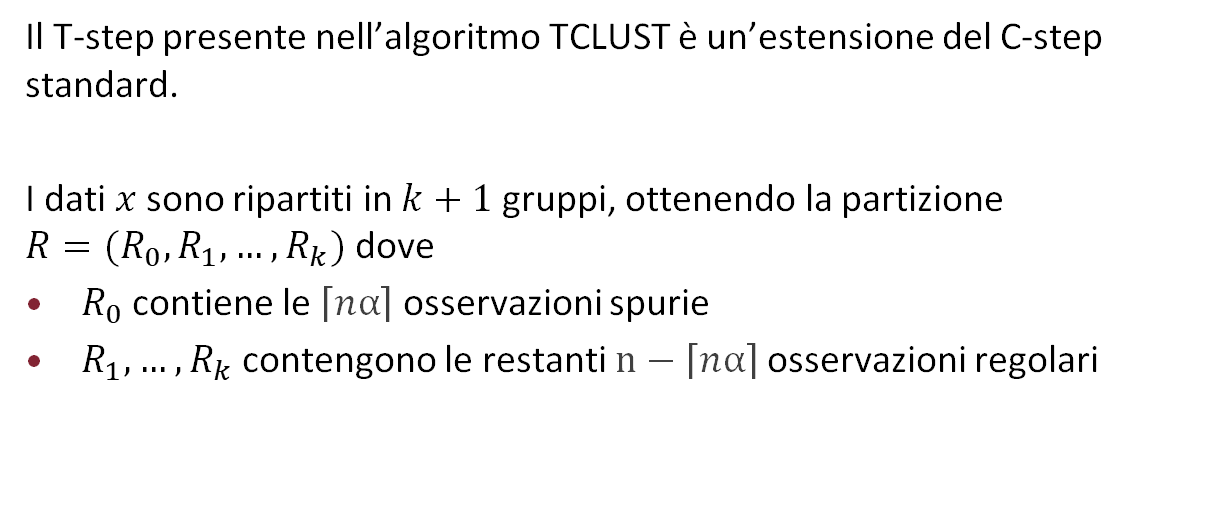 Il T-step presente nell’algoritmo TCLUST è un’estensione del C-step
standard.
I dati 𝑥 sono ripartiti in 𝑘 + 1 gruppi, ottenendo la partizione
𝑅 = (𝑅₀, 𝑅₁, … , 𝑅ₖ) dove
• 𝑅₀ contiene le ⌈𝑛α⌉ osservazioni spurie
• 𝑅₁, … , 𝑅ₖ contengono le restanti n − ⌈𝑛α⌉ osservazioni regolari